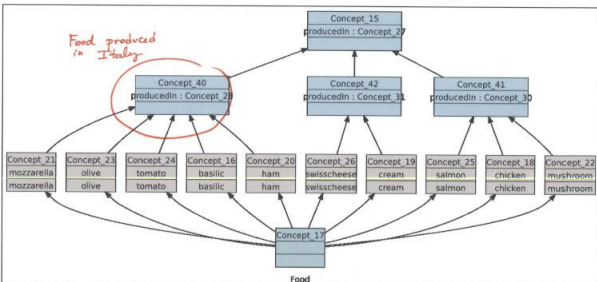 Concept_15
producedIn : Concept_27
Food produced
in Italy
Concept_40
producedIn : Concept_28
Concept_42
producedIn : Concept_31
Concept_41
producedIn : Concept_30
Concept_21
mozzarella
mozzarella
Concept_23
olive
olive
Concept_24
tomato
tomato
Concept_16
basilic
basilic
Concept_20
ham
ham
Concept_26
swisscheese
swisscheese
Concept_19
cream
cream
Concept_25
salmon
salmon
Concept_18
chicken
chicken
Concept_22
mushroom
mushroom
Concept_17
Food